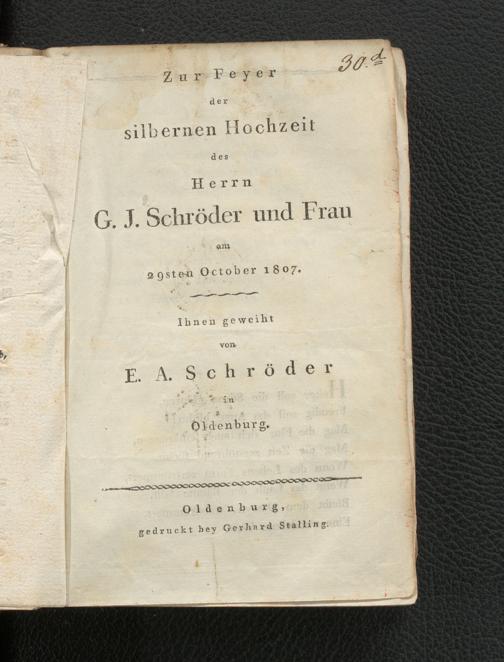 30.d
Zur Feyer
der
silbernen Hochzeit
des
Herrn
G. J. Schröder und Frau
am
29sten October 1807.
Ihnen geweiht
von
E. A. Schröder
in
Oldenburg.
Oldenburg,
gedruckt bey Gerhard Stalling.